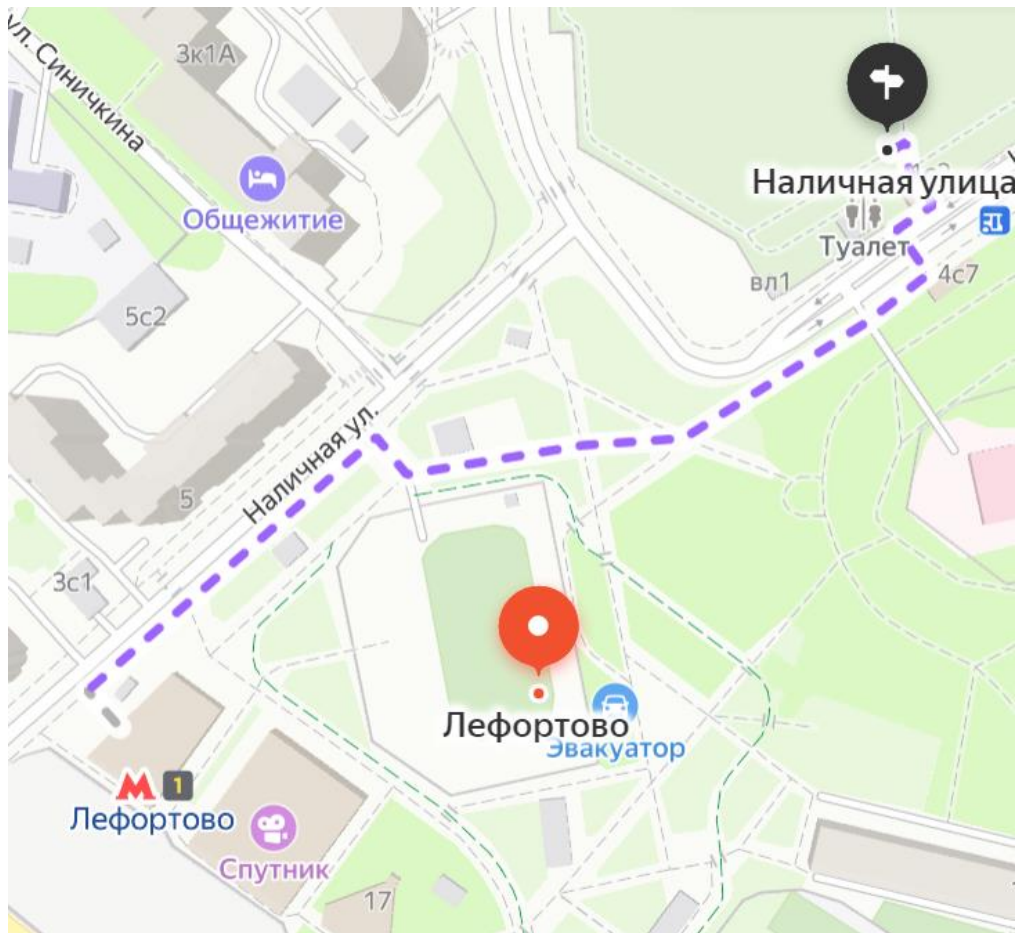 ул. Синичкина
3к1А
Общежитие
Наличная улица
Туалет
вл1
4с7
5с2
Наличная ул.
5
3с1
Лефортово
Эвакуатор
М 1
Лефортово
Спутник
17